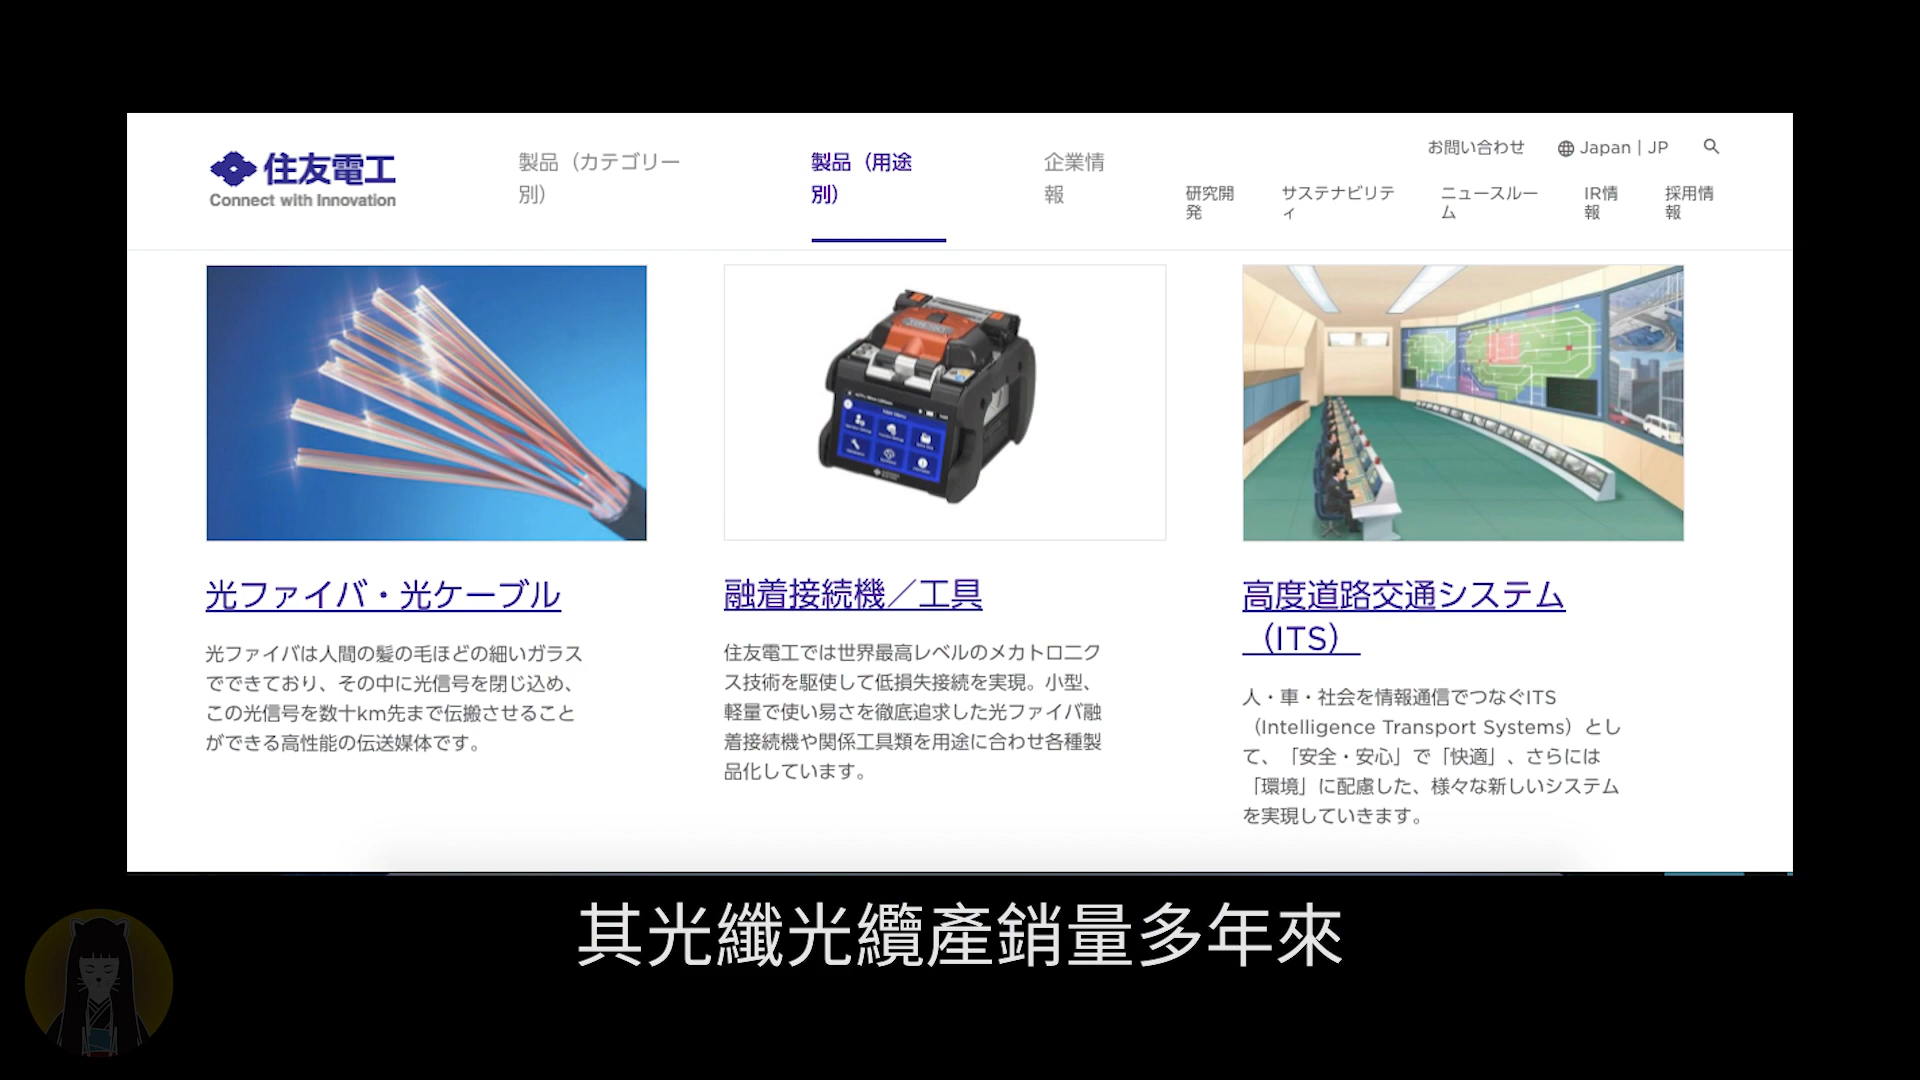 住友電工
Connect with Innovation
製品（カテゴリー
別）
製品（用途
別）
企業情
報
お問い合わせ
Japan | JP
研究開
発
サステナビリテ
ィ
ニュースルー
ム
IR情
報
採用情
報
光ファイバ・光ケーブル
光ファイバは人間の髪の毛ほどの細いガラス
でできており、その中に光信号を閉じ込め、
この光信号を数十km先まで伝搬させること
ができる高性能の伝送媒体です。
融着接続機／工具
住友電工では世界最高レベルのメカトロニク
ス技術を駆使して低損失接続を実現。小型、
軽量で使い易さを徹底追求した光ファイバ融
着接続機や関係工具類を用途に合わせ各種製
品化しています。
高度道路交通システム
（ITS）
人・車・社会を情報通信でつなぐITS
（Intelligence Transport Systems）とし
て、「安全・安心」で「快適」、さらには
「環境」に配慮した、様々な新しいシステム
を実現していきます。
其光纖光纜產銷量多年來